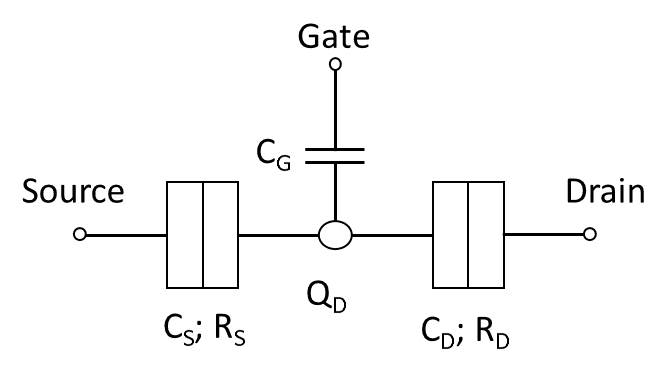 Gate
C_G
Source
Drain
Q_D
C_S; R_S
C_D; R_D